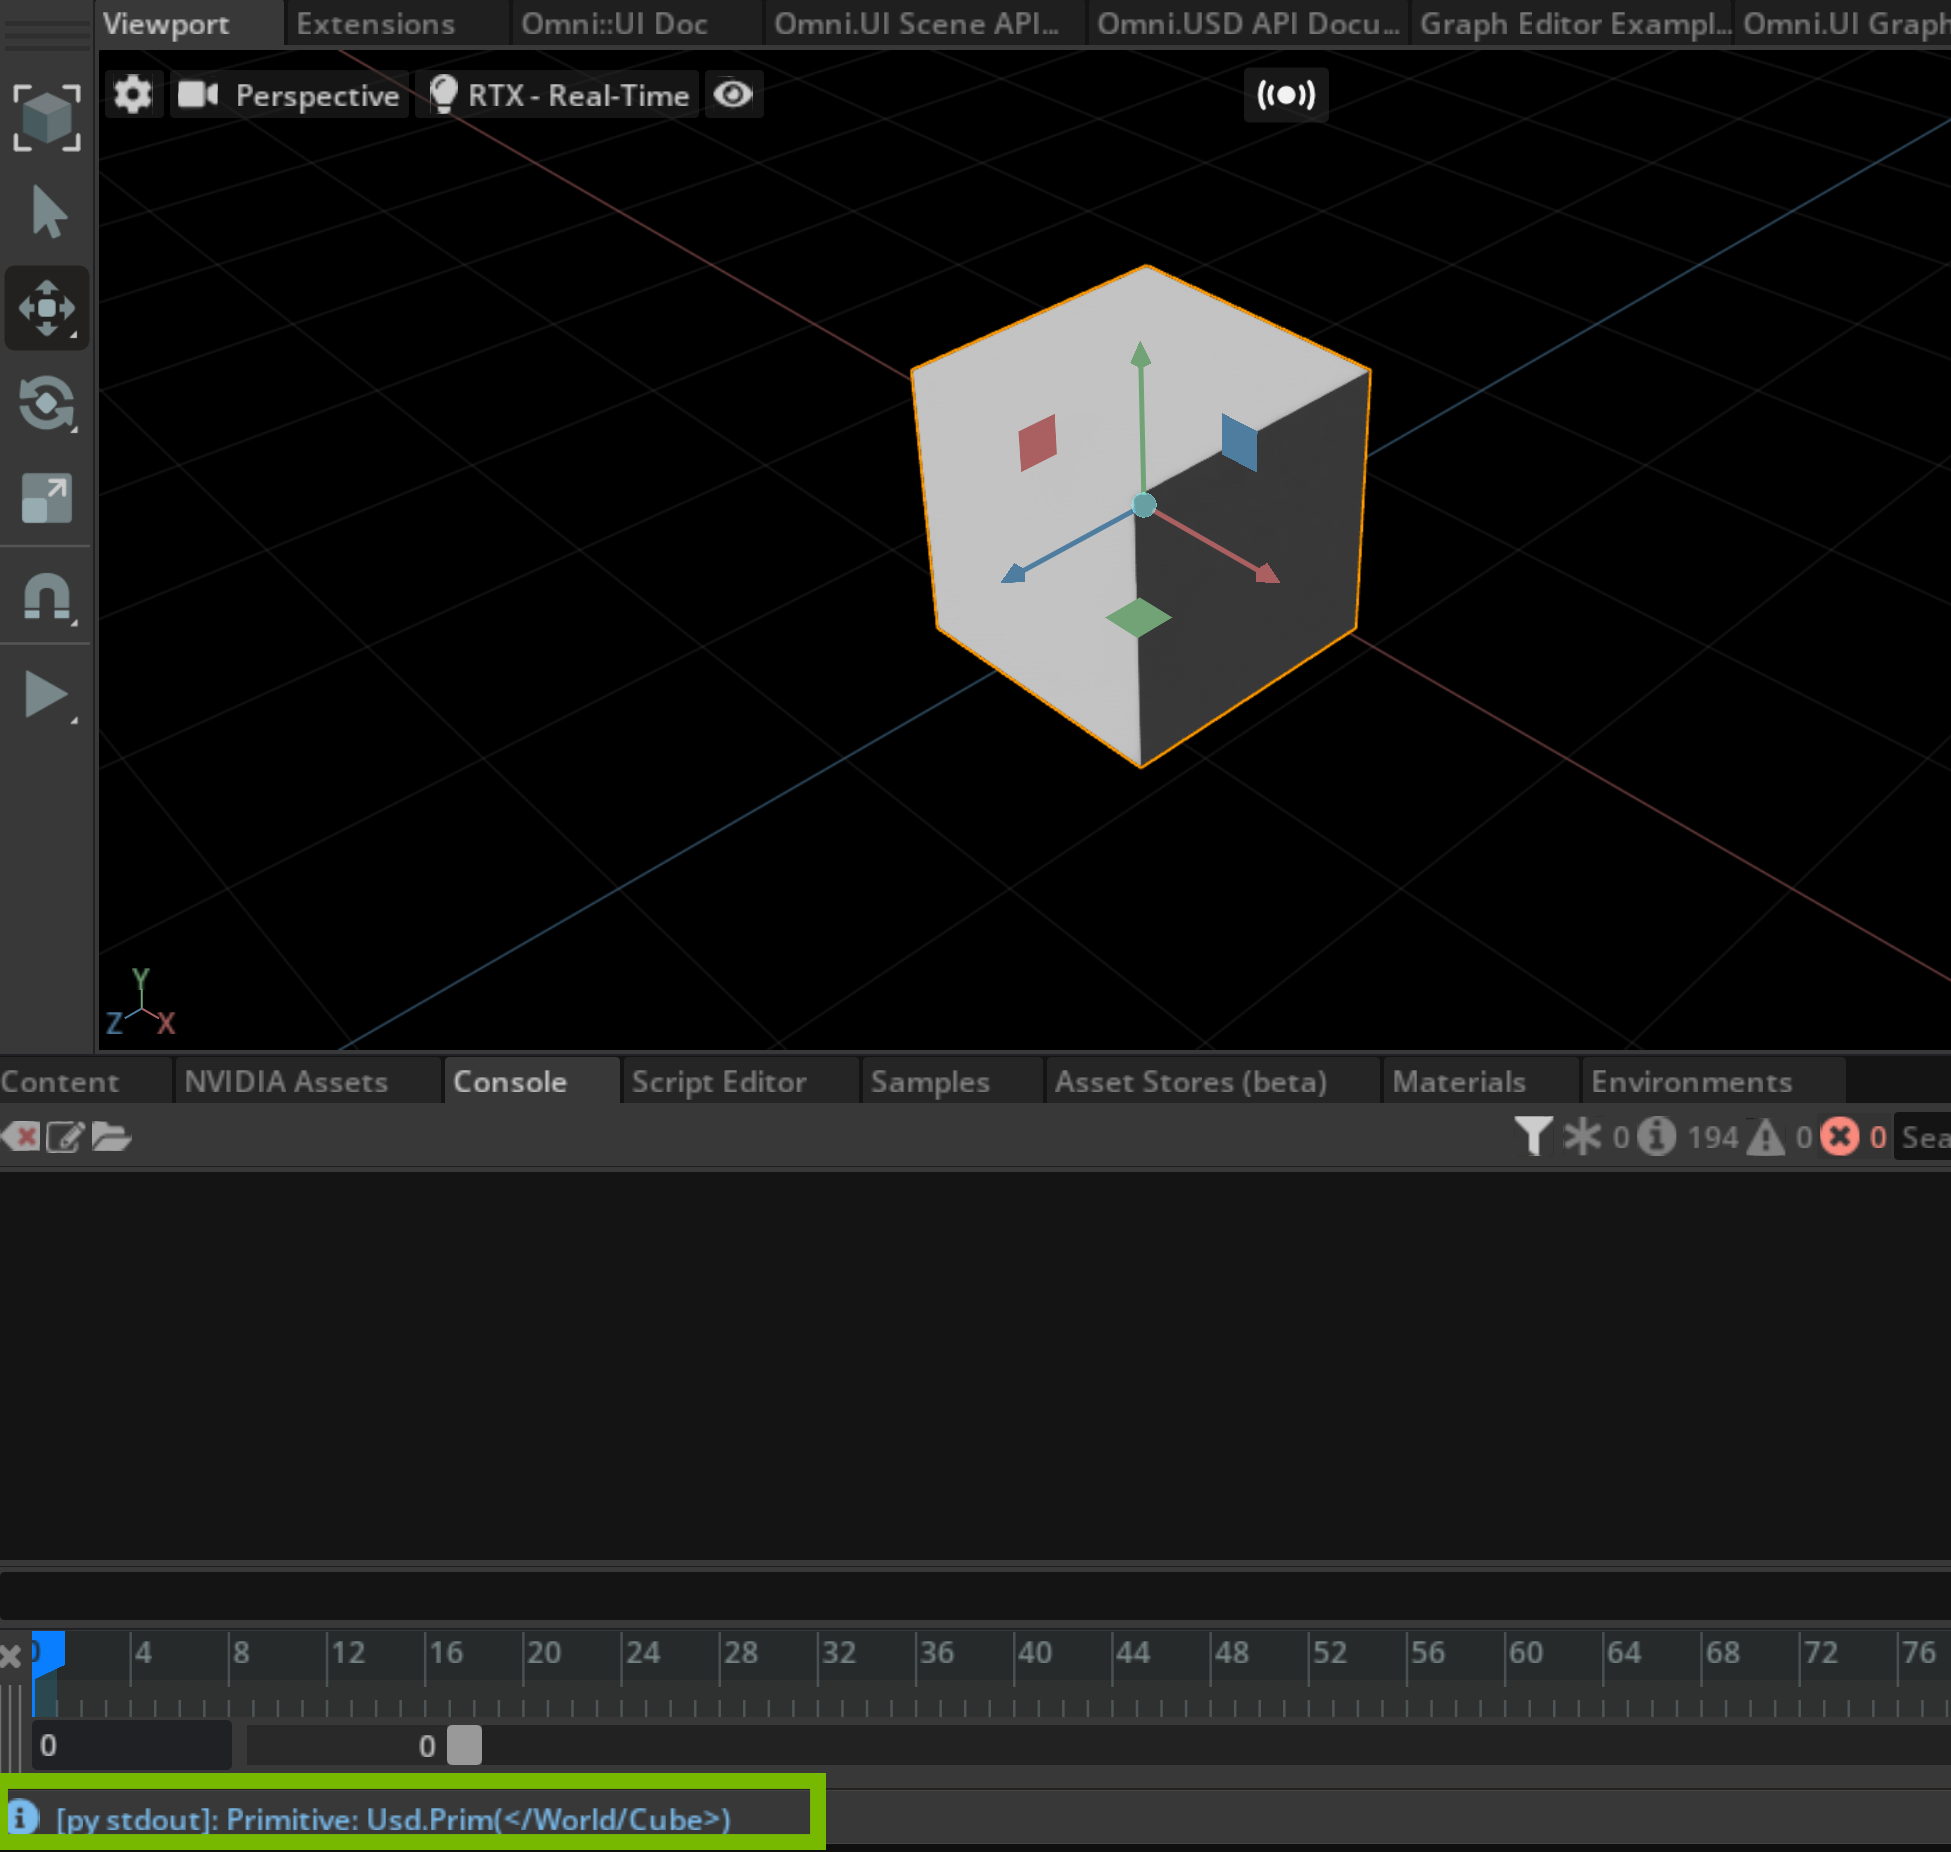 Viewport Extensions Omni::UI Doc Omni.UI Scene API... Omni.USD API Docu... Graph Editor Exampl... Omni.UI Graph
Perspective RTX - Real-Time
Y
Z X
Content NVIDIA Assets Console Script Editor Samples Asset Stores (beta) Materials Environments
0 194 0 0 Sea
0 4 8 12 16 20 24 28 32 36 40 44 48 52 56 60 64 68 72 76
0 0
[py stdout]: Primitive: Usd.Prim(</World/Cube>)